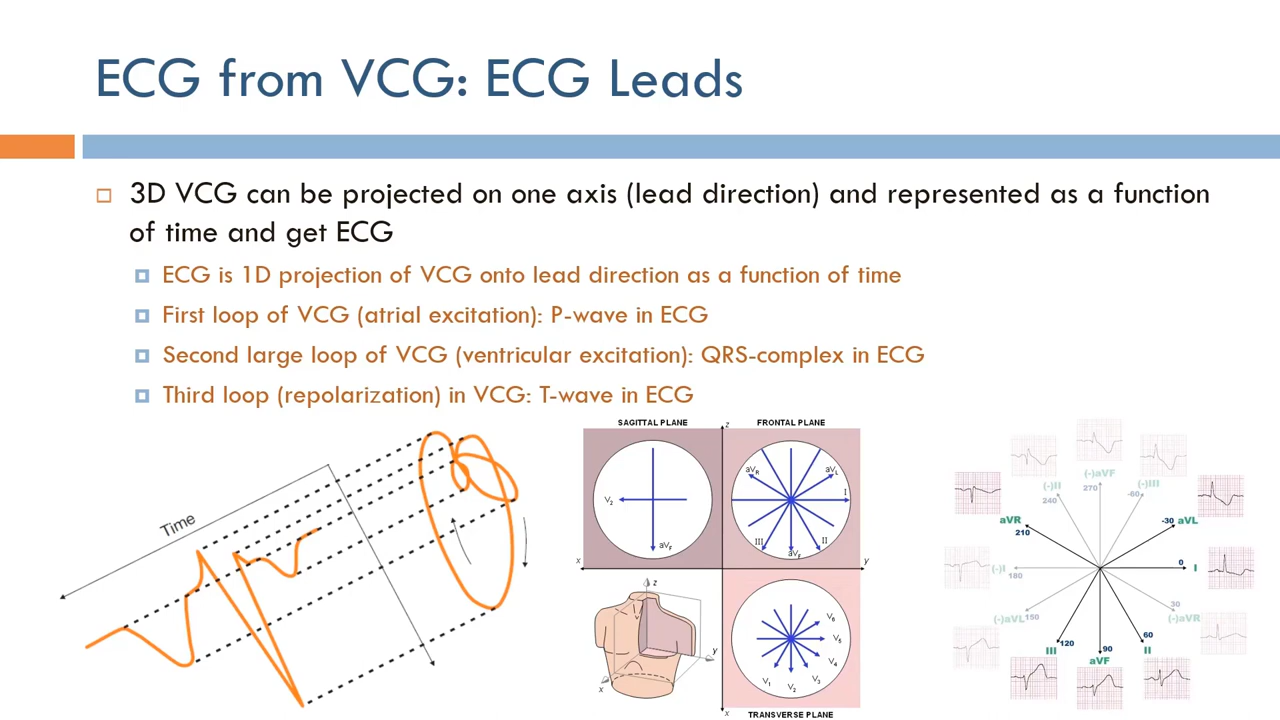 ECG from VCG: ECG Leads
3D VCG can be projected on one axis (lead direction) and represented as a function
of time and get ECG
ECG is 1D projection of VCG onto lead direction as a function of time
First loop of VCG (atrial excitation): P-wave in ECG
Second large loop of VCG (ventricular excitation): QRS-complex in ECG
Third loop (repolarization) in VCG: T-wave in ECG
Time
SAGITTAL PLANE
FRONTAL PLANE
z
V2
aVF
x
aVR
aVL
I
III
aVF
II
y
z
y
x
V6
V5
V4
V3
V2
V1
x
TRANSVERSE PLANE
(-)aVF
270
(-)II
240
(-)III
-60
aVR
210
-30
aVL
(-)I
180
0
I
(-)aVL
150
30
(-)aVR
III
120
90
aVF
60
II